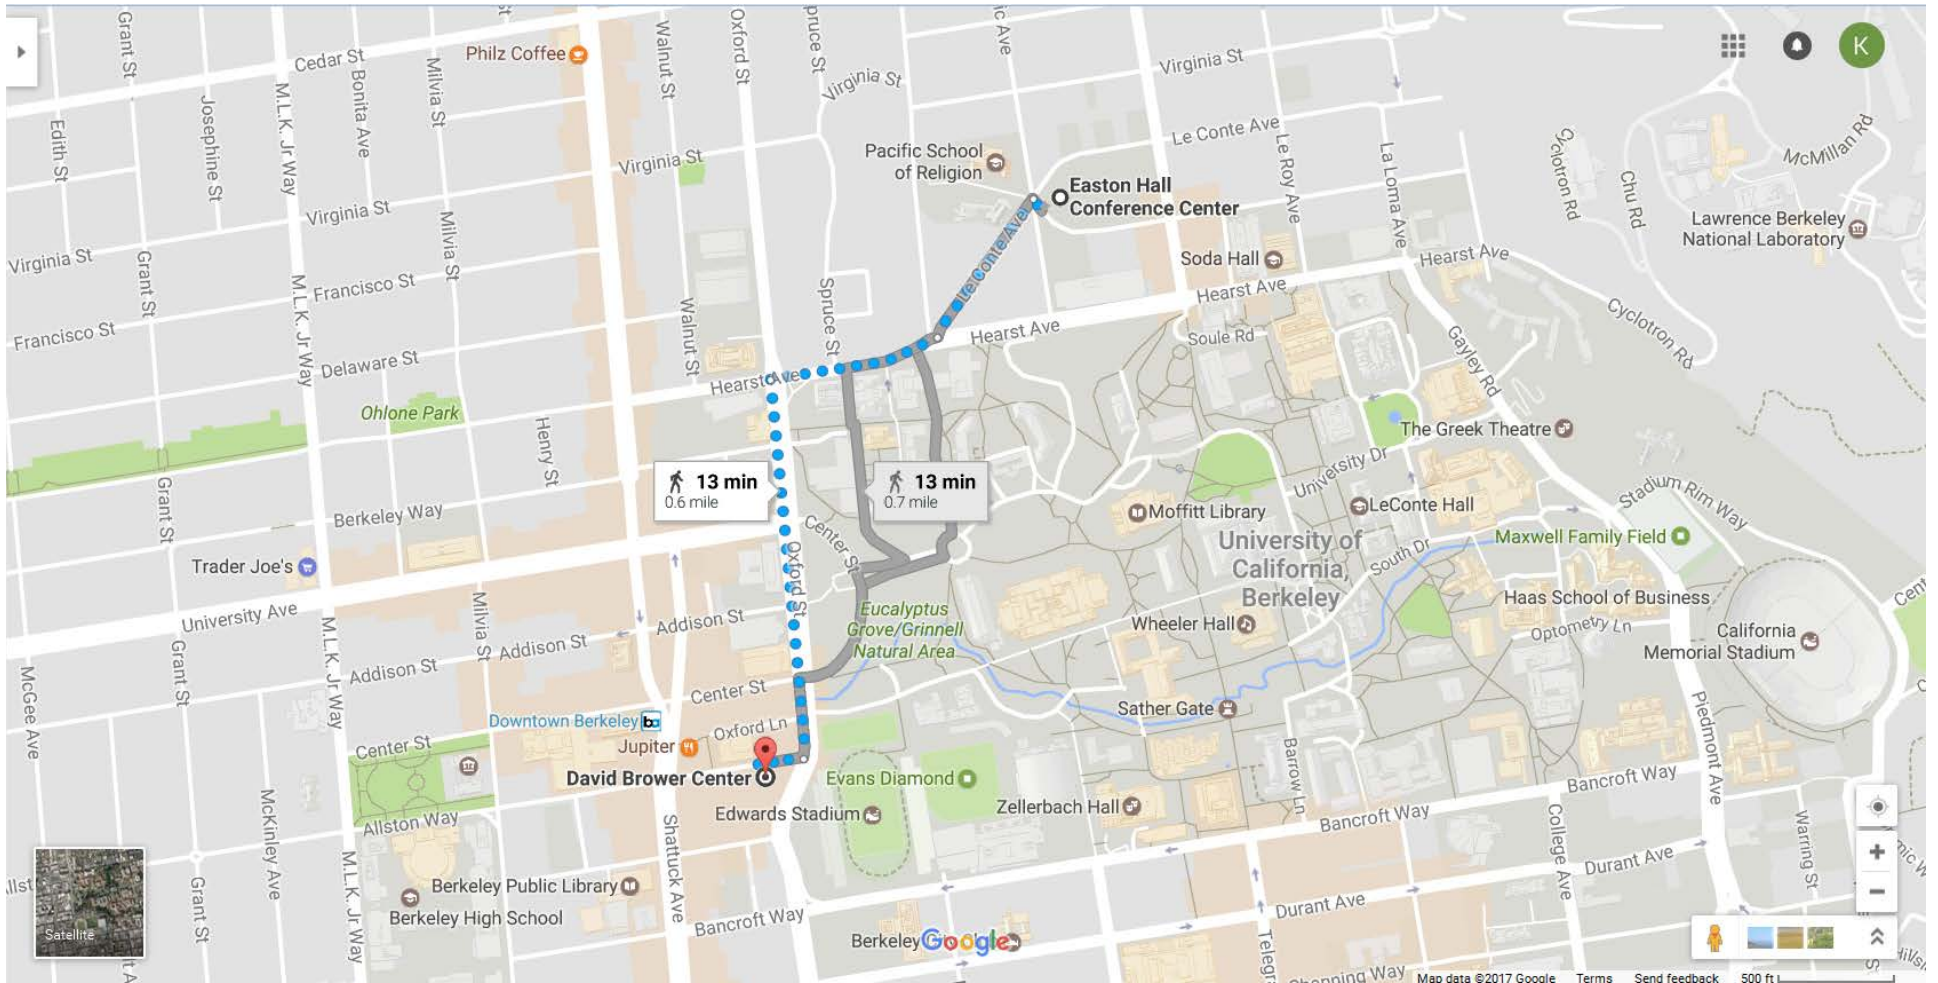 Grant St
Cedar St
Josephine St
M.L.K. Jr Way
Bonita Ave
Milvia St
Philz Coffee
Walnut St
Oxford St
Spruce St
Virginia St
Virginia St
K
Edith St
Virginia St
Virginia St
Virginia St
Pacific School
of Religion
Easton Hall
Conference Center
Le Conte Ave
Le Roy Ave
La Loma Ave
Cyclotron Rd
Chu Rd
McMillan Rd
Lawrence Berkeley
National Laboratory
Grant St
M.L.K. Jr Way
Milvia St
Francisco St
Francisco St
Delaware St
Walnut St
Spruce St
Le Conte Ave
Soda Hall
Hearst Ave
Hearst Ave
Hearst Ave
Hearst Ave
Soule Rd
Gayley Rd
Cyclotron Rd
Ohlone Park
Henry St
Grant St
Berkeley Way
13 min
0.6 mile
13 min
0.7 mile
The Greek Theatre
University Dr
Stadium Rim Way
Moffitt Library
LeConte Hall
Maxwell Family Field
University of
California,
Berkeley
South Dr
Center St
Oxford St
Trader Joe's
University Ave
Milvia St
Addison St
Addison St
Addison St
Eucalyptus
Grove/Grinnell
Natural Area
Wheeler Hall
Haas School of Business
Optometry Ln
California
Memorial Stadium
McGee Ave
Grant St
M.L.K. Jr Way
Center St
Center St
Downtown Berkeley
Oxford Ln
Jupiter
David Brower Center
Sather Gate
Barrow Ln
Piedmont Ave
Evans Diamond
Edwards Stadium
Zellerbach Hall
Bancroft Way
Bancroft Way
Bancroft Way
McKinley Ave
Allston Way
Shattuck Ave
College Ave
Warring St
Durant Ave
Durant Ave
Grant St
M.L.K. Jr Way
Berkeley Public Library
Berkeley High School
Satellite
Berkeley
Google
Channing Way
Map data ©2017 Google Terms Send feedback 500 ft